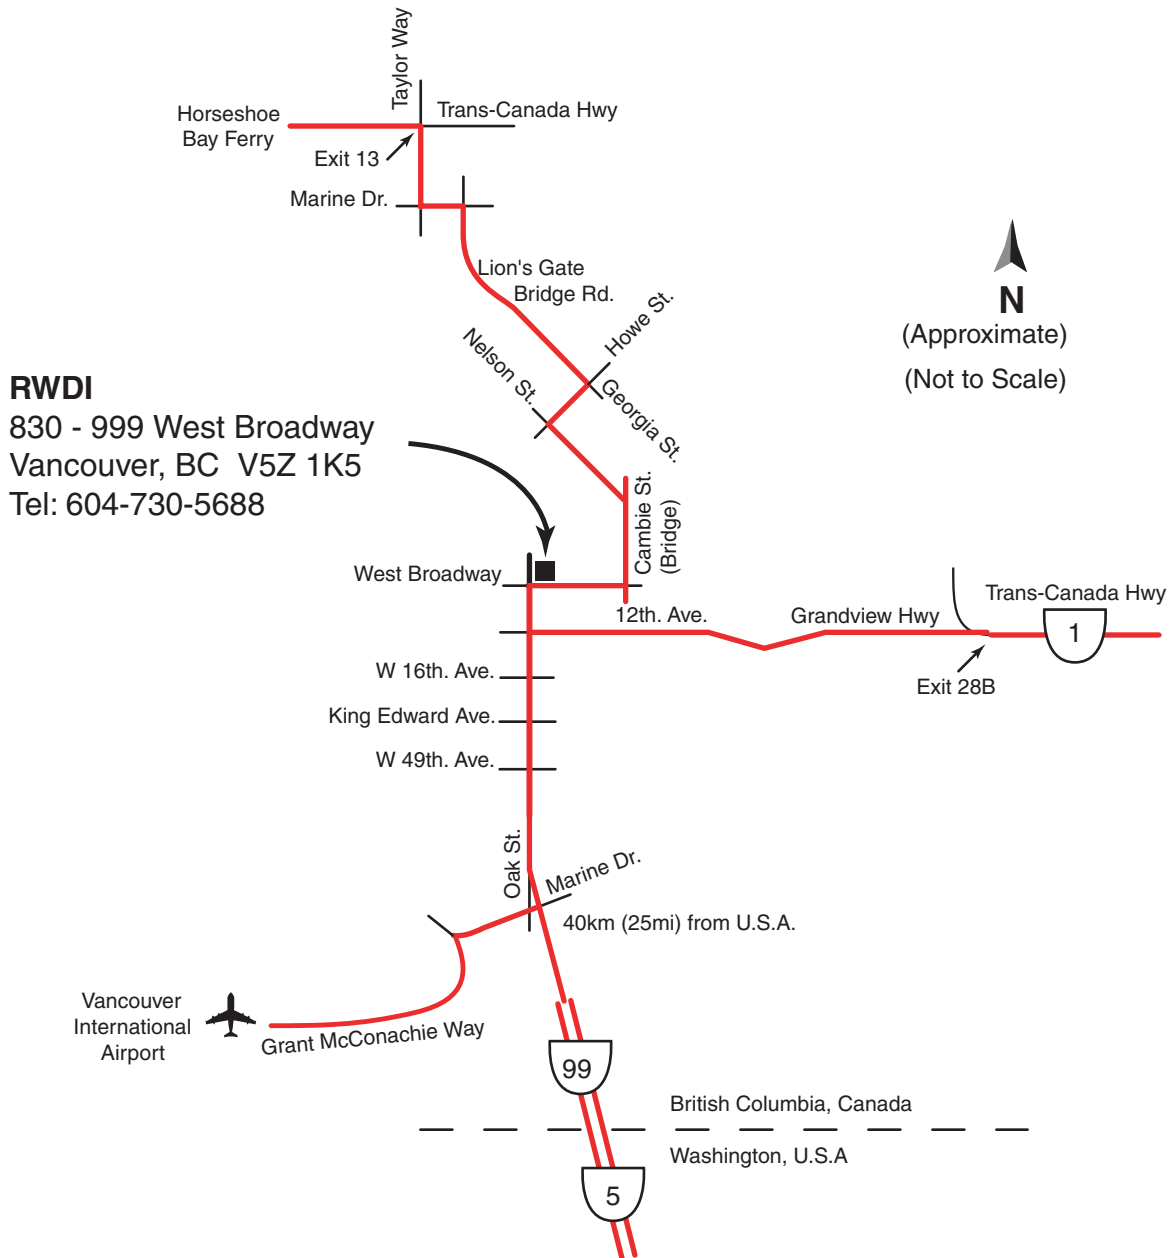 Taylor Way
Horseshoe
Bay Ferry
Trans-Canada Hwy
Exit 13
Marine Dr.
Lion's Gate
Bridge Rd.
N
(Approximate)
(Not to Scale)
Howe St.
Nelson St.
Georgia St.
RWDI
830 - 999 West Broadway
Vancouver, BC  V5Z 1K5
Tel: 604-730-5688
Cambie St.
(Bridge)
West Broadway
12th. Ave.
Grandview Hwy
Trans-Canada Hwy
1
Exit 28B
W 16th. Ave.
King Edward Ave.
W 49th. Ave.
Oak St.
Marine Dr.
40km (25mi) from U.S.A.
Vancouver
International
Airport
Grant McConachie Way
99
British Columbia, Canada
Washington, U.S.A
5